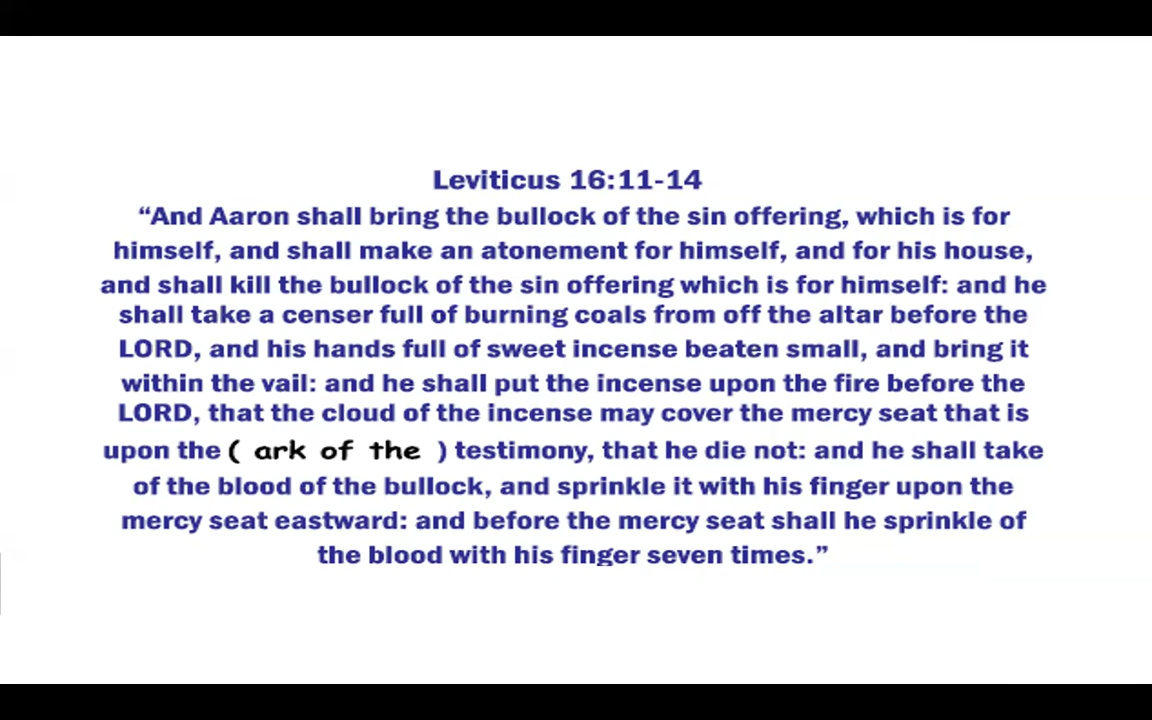 Leviticus 16:11-14
“And Aaron shall bring the bullock of the sin offering, which is for
himself, and shall make an atonement for himself, and for his house,
and shall kill the bullock of the sin offering which is for himself: and he
shall take a censer full of burning coals from off the altar before the
LORD, and his hands full of sweet incense beaten small, and bring it
within the vail: and he shall put the incense upon the fire before the
LORD, that the cloud of the incense may cover the mercy seat that is
upon the ( ark of the ) testimony, that he die not: and he shall take
of the blood of the bullock, and sprinkle it with his finger upon the
mercy seat eastward: and before the mercy seat shall he sprinkle of
the blood with his finger seven times.”